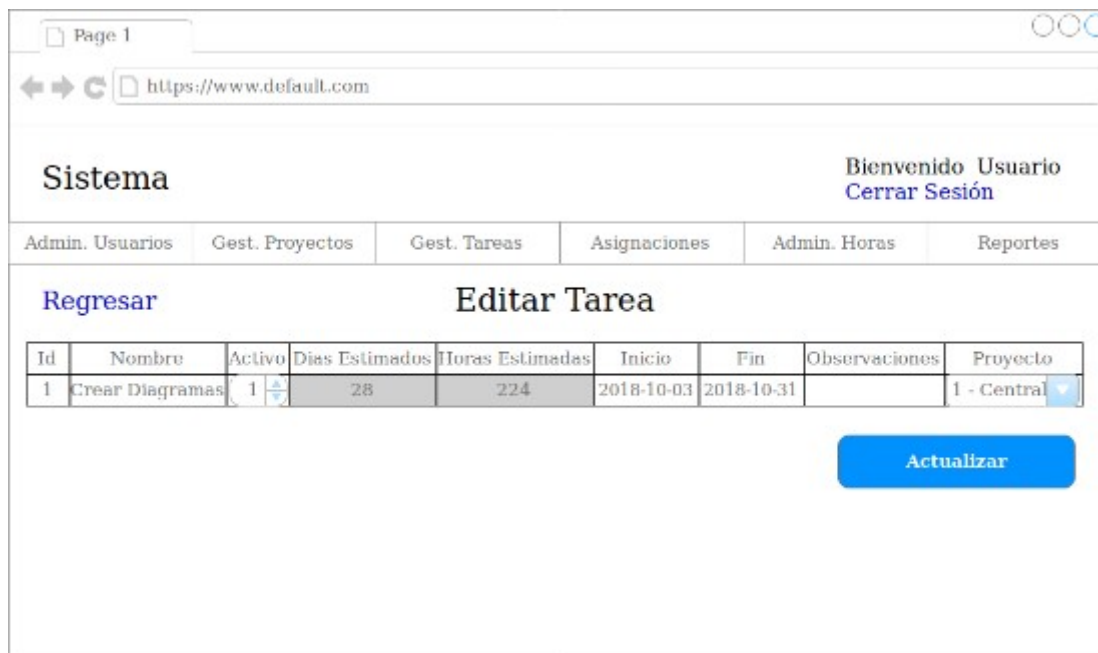 Page 1
https://www.default.com
Sistema
Bienvenido Usuario
Cerrar Sesión
Admin. Usuarios Gest. Proyectos Gest. Tareas Asignaciones Admin. Horas Reportes
Regresar Editar Tarea
Id Nombre Activo Dias Estimados Horas Estimadas Inicio Fin Observaciones Proyecto
1 Crear Diagramas 1 28 224 2018-10-03 2018-10-31 1 - Central
Actualizar